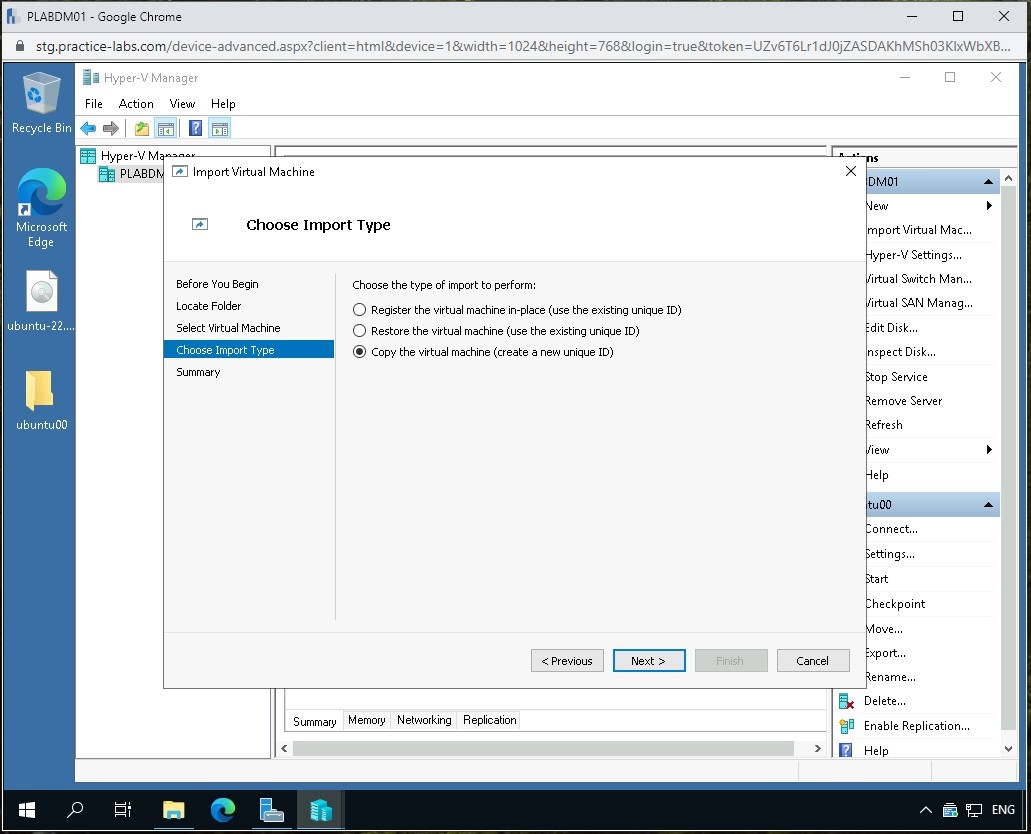 PLABDM01 - Google Chrome
stg.practice-labs.com/device-advanced.aspx?client=html&device=1&width=1024&height=768&login=true&token=UZv6T6Lr1dJ0jZASDAKhMSh03KIxWbXB...
Recycle Bin
Microsoft
Edge
ubuntu-22....
ubuntu00
Hyper-V Manager
File Action View Help
Hyper-V Manager
PLABDM
Import Virtual Machine
Choose Import Type
Before You Begin
Locate Folder
Select Virtual Machine
Choose Import Type
Summary
Choose the type of import to perform:
Register the virtual machine in-place (use the existing unique ID)
Restore the virtual machine (use the existing unique ID)
Copy the virtual machine (create a new unique ID)
< Previous
Next >
Finish
Cancel
Summary Memory Networking Replication
Actions
BDM01
New
mport Virtual Mac...
Hyper-V Settings...
Virtual Switch Man...
Virtual SAN Manag...
Edit Disk...
nspect Disk...
Stop Service
Remove Server
Refresh
View
Help
tu00
Connect...
Settings...
Start
Checkpoint
Move...
Export...
Rename...
Delete...
Enable Replication...
Help
ENG